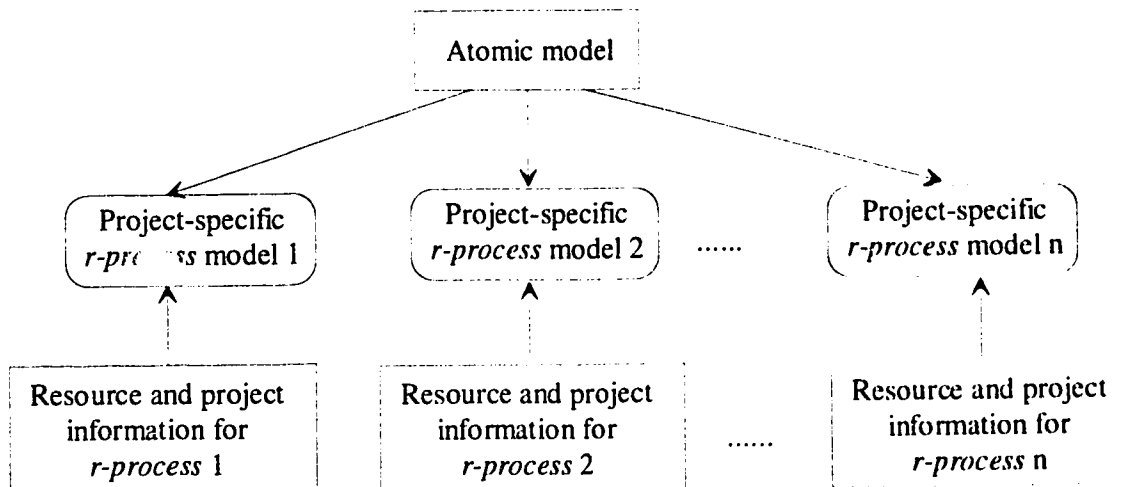 Atomic model
Project-specific
r-process model 1
Project-specific
r-process model 2
......
Project-specific
r-process model n
Resource and project
information for
r-process 1
Resource and project
information for
r-process 2
......
Resource and project
information for
r-process n